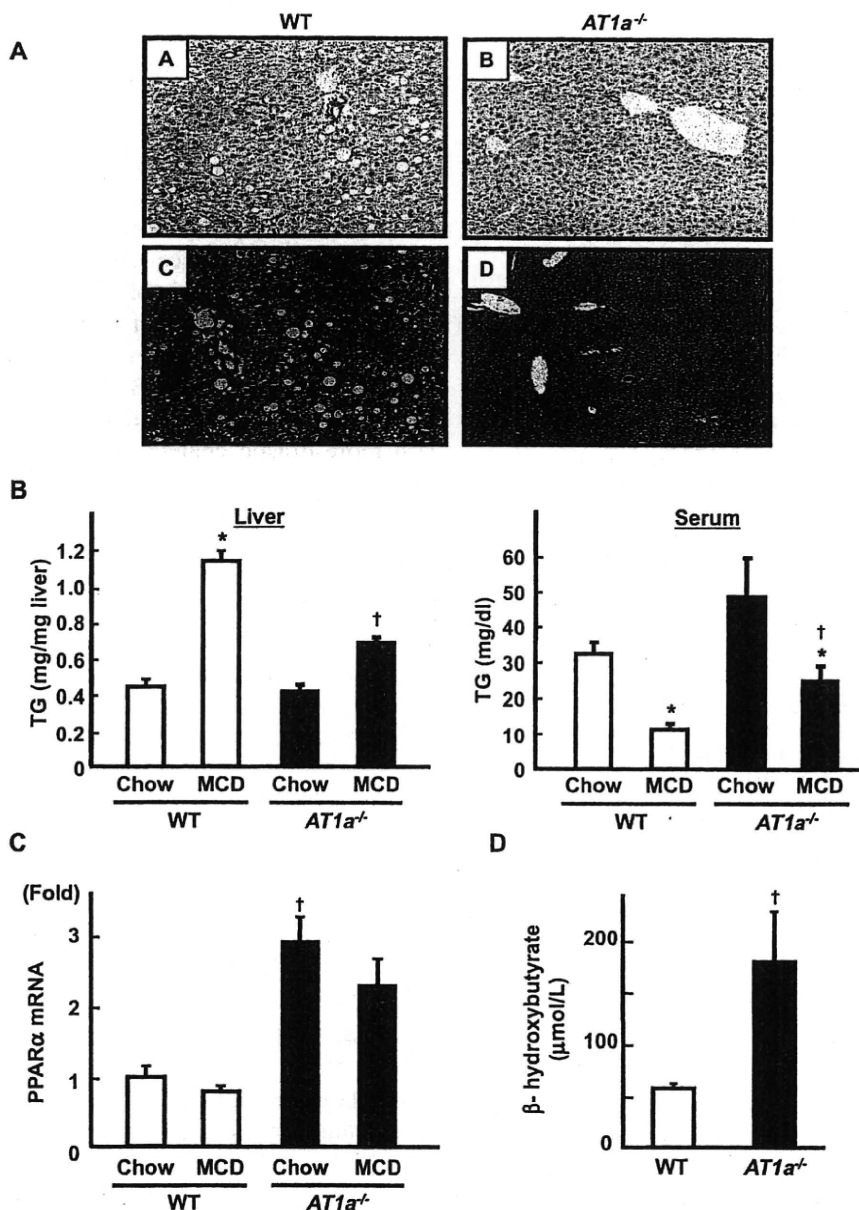 WT AT1a-/-
A
A B
C D
B
Liver
TG (mg/mg liver)
1.2
1.0
0.8
0.6
0.4
0.2
0
*
†
Chow MCD Chow MCD
WT AT1a-/-
Serum
TG (mg/dl)
60
50
40
30
20
10
0
*
†
*
Chow MCD Chow MCD
WT AT1a-/-
C
(Fold)
PPARα mRNA
3
2
1
0
†
Chow MCD Chow MCD
WT AT1a-/-
D
β- hydroxybutyrate
(μmol/L)
200
100
0
†
WT AT1a-/-